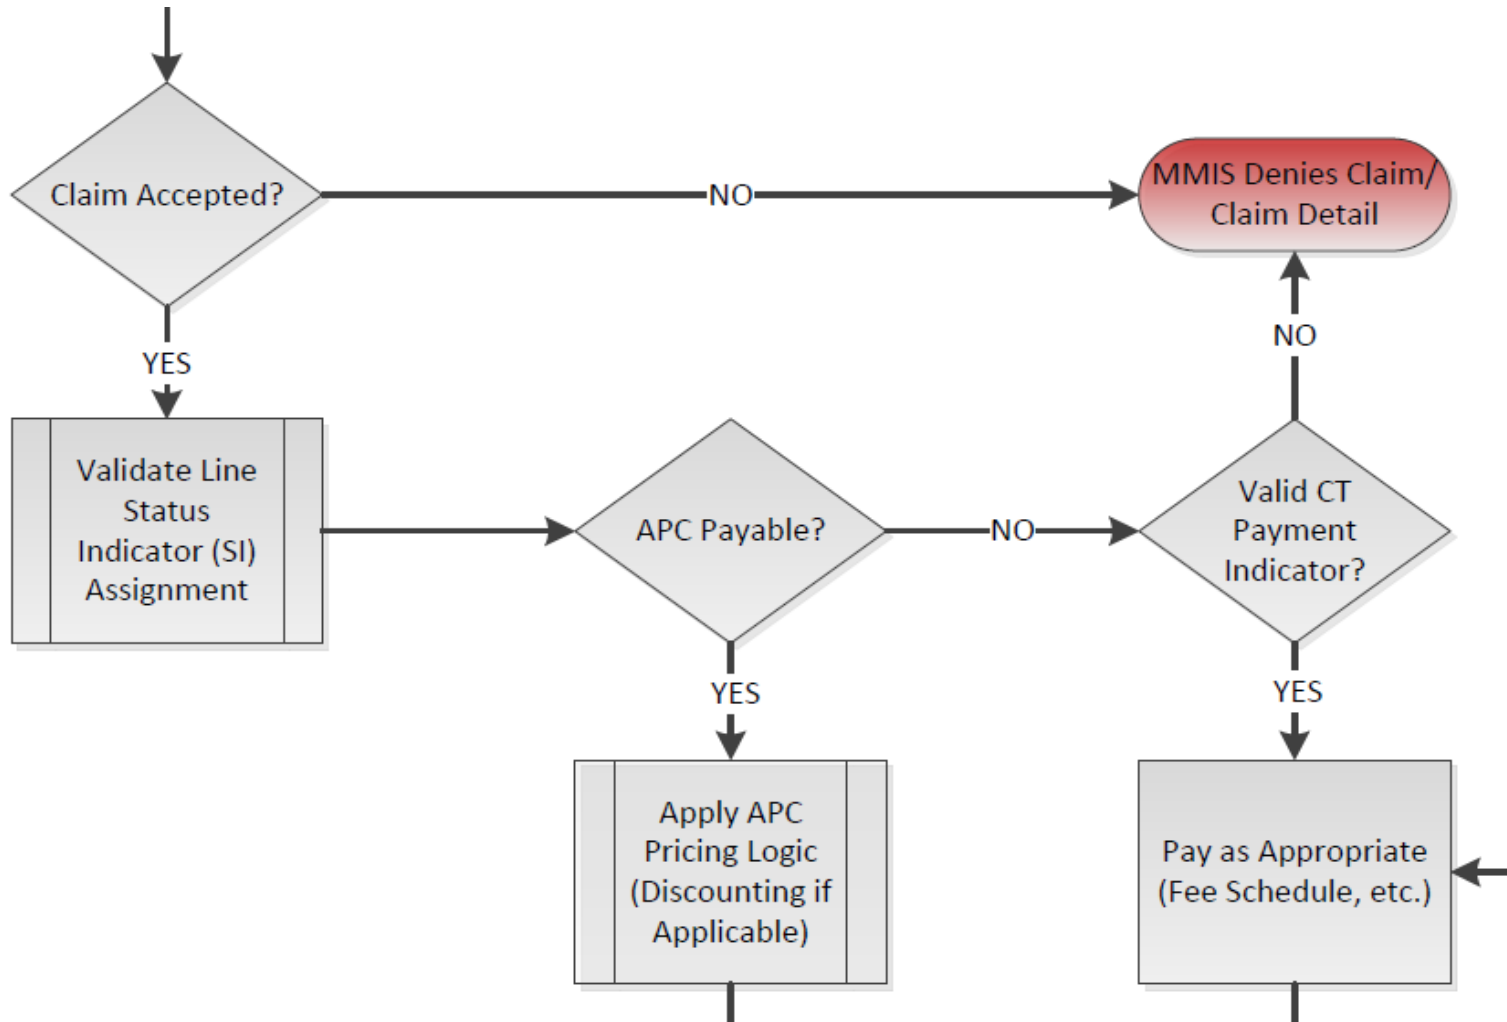 Claim Accepted?
NO
MMIS Denies Claim/
Claim Detail
YES
NO
Validate Line
Status
Indicator (SI)
Assignment
APC Payable?
NO
Valid CT
Payment
Indicator?
YES
YES
Apply APC
Pricing Logic
(Discounting if
Applicable)
Pay as Appropriate
(Fee Schedule, etc.)